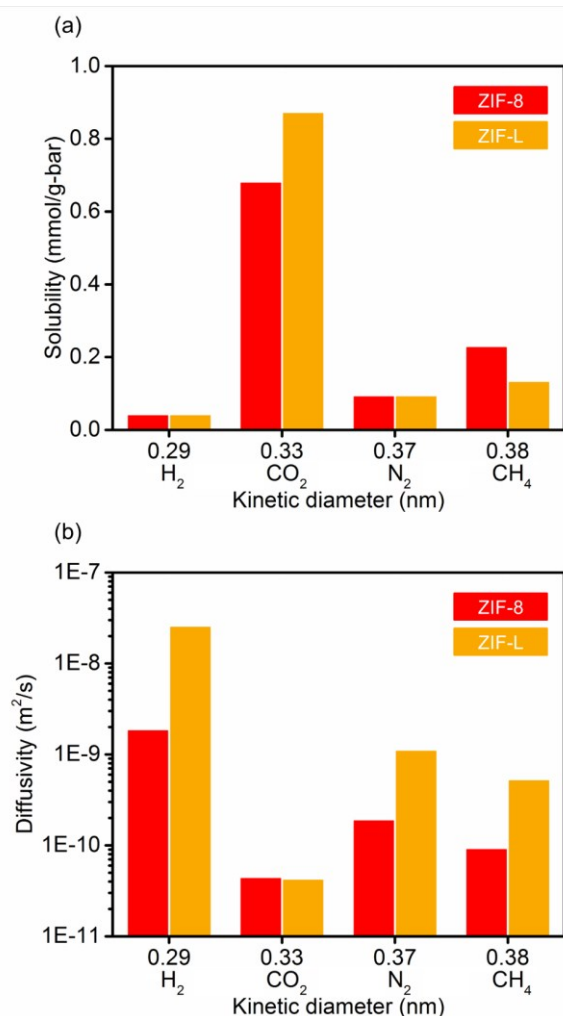 (a)
Solubility (mmol/g-bar)
1.0
0.8
0.6
0.4
0.2
0.0
ZIF-8
ZIF-L
0.29 0.33 0.37 0.38
H₂ CO₂ N₂ CH₄
Kinetic diameter (nm)
(b)
Diffusivity (m²/s)
1E-7
1E-8
1E-9
1E-10
1E-11
ZIF-8
ZIF-L
0.29 0.33 0.37 0.38
H₂ CO₂ N₂ CH₄
Kinetic diameter (nm)